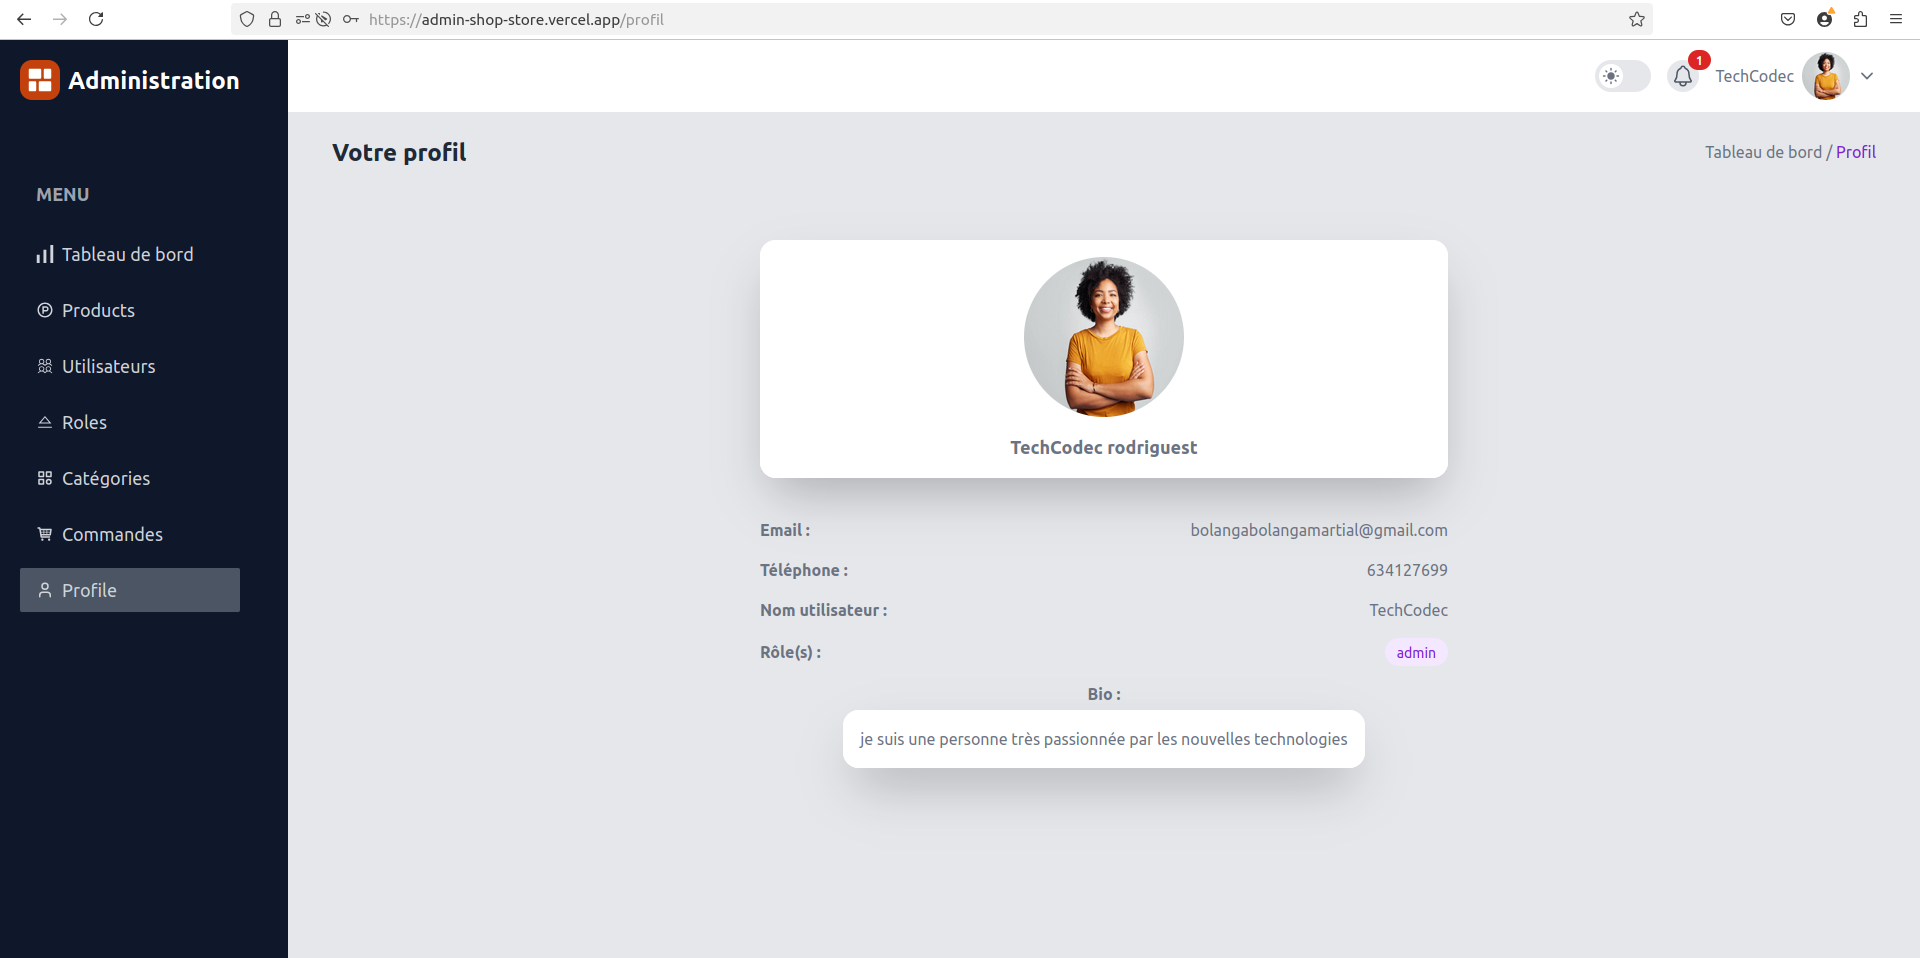 https://admin-shop-store.vercel.app/profil
Administration
1
TechCodec
Votre profil
Tableau de bord / Profil
MENU
Tableau de bord
Products
Utilisateurs
Roles
Catégories
Commandes
Profile
TechCodec rodriguest
Email : bolangabolangamartial@gmail.com
Téléphone : 634127699
Nom utilisateur : TechCodec
Rôle(s) : admin
Bio :
je suis une personne très passionnée par les nouvelles technologies